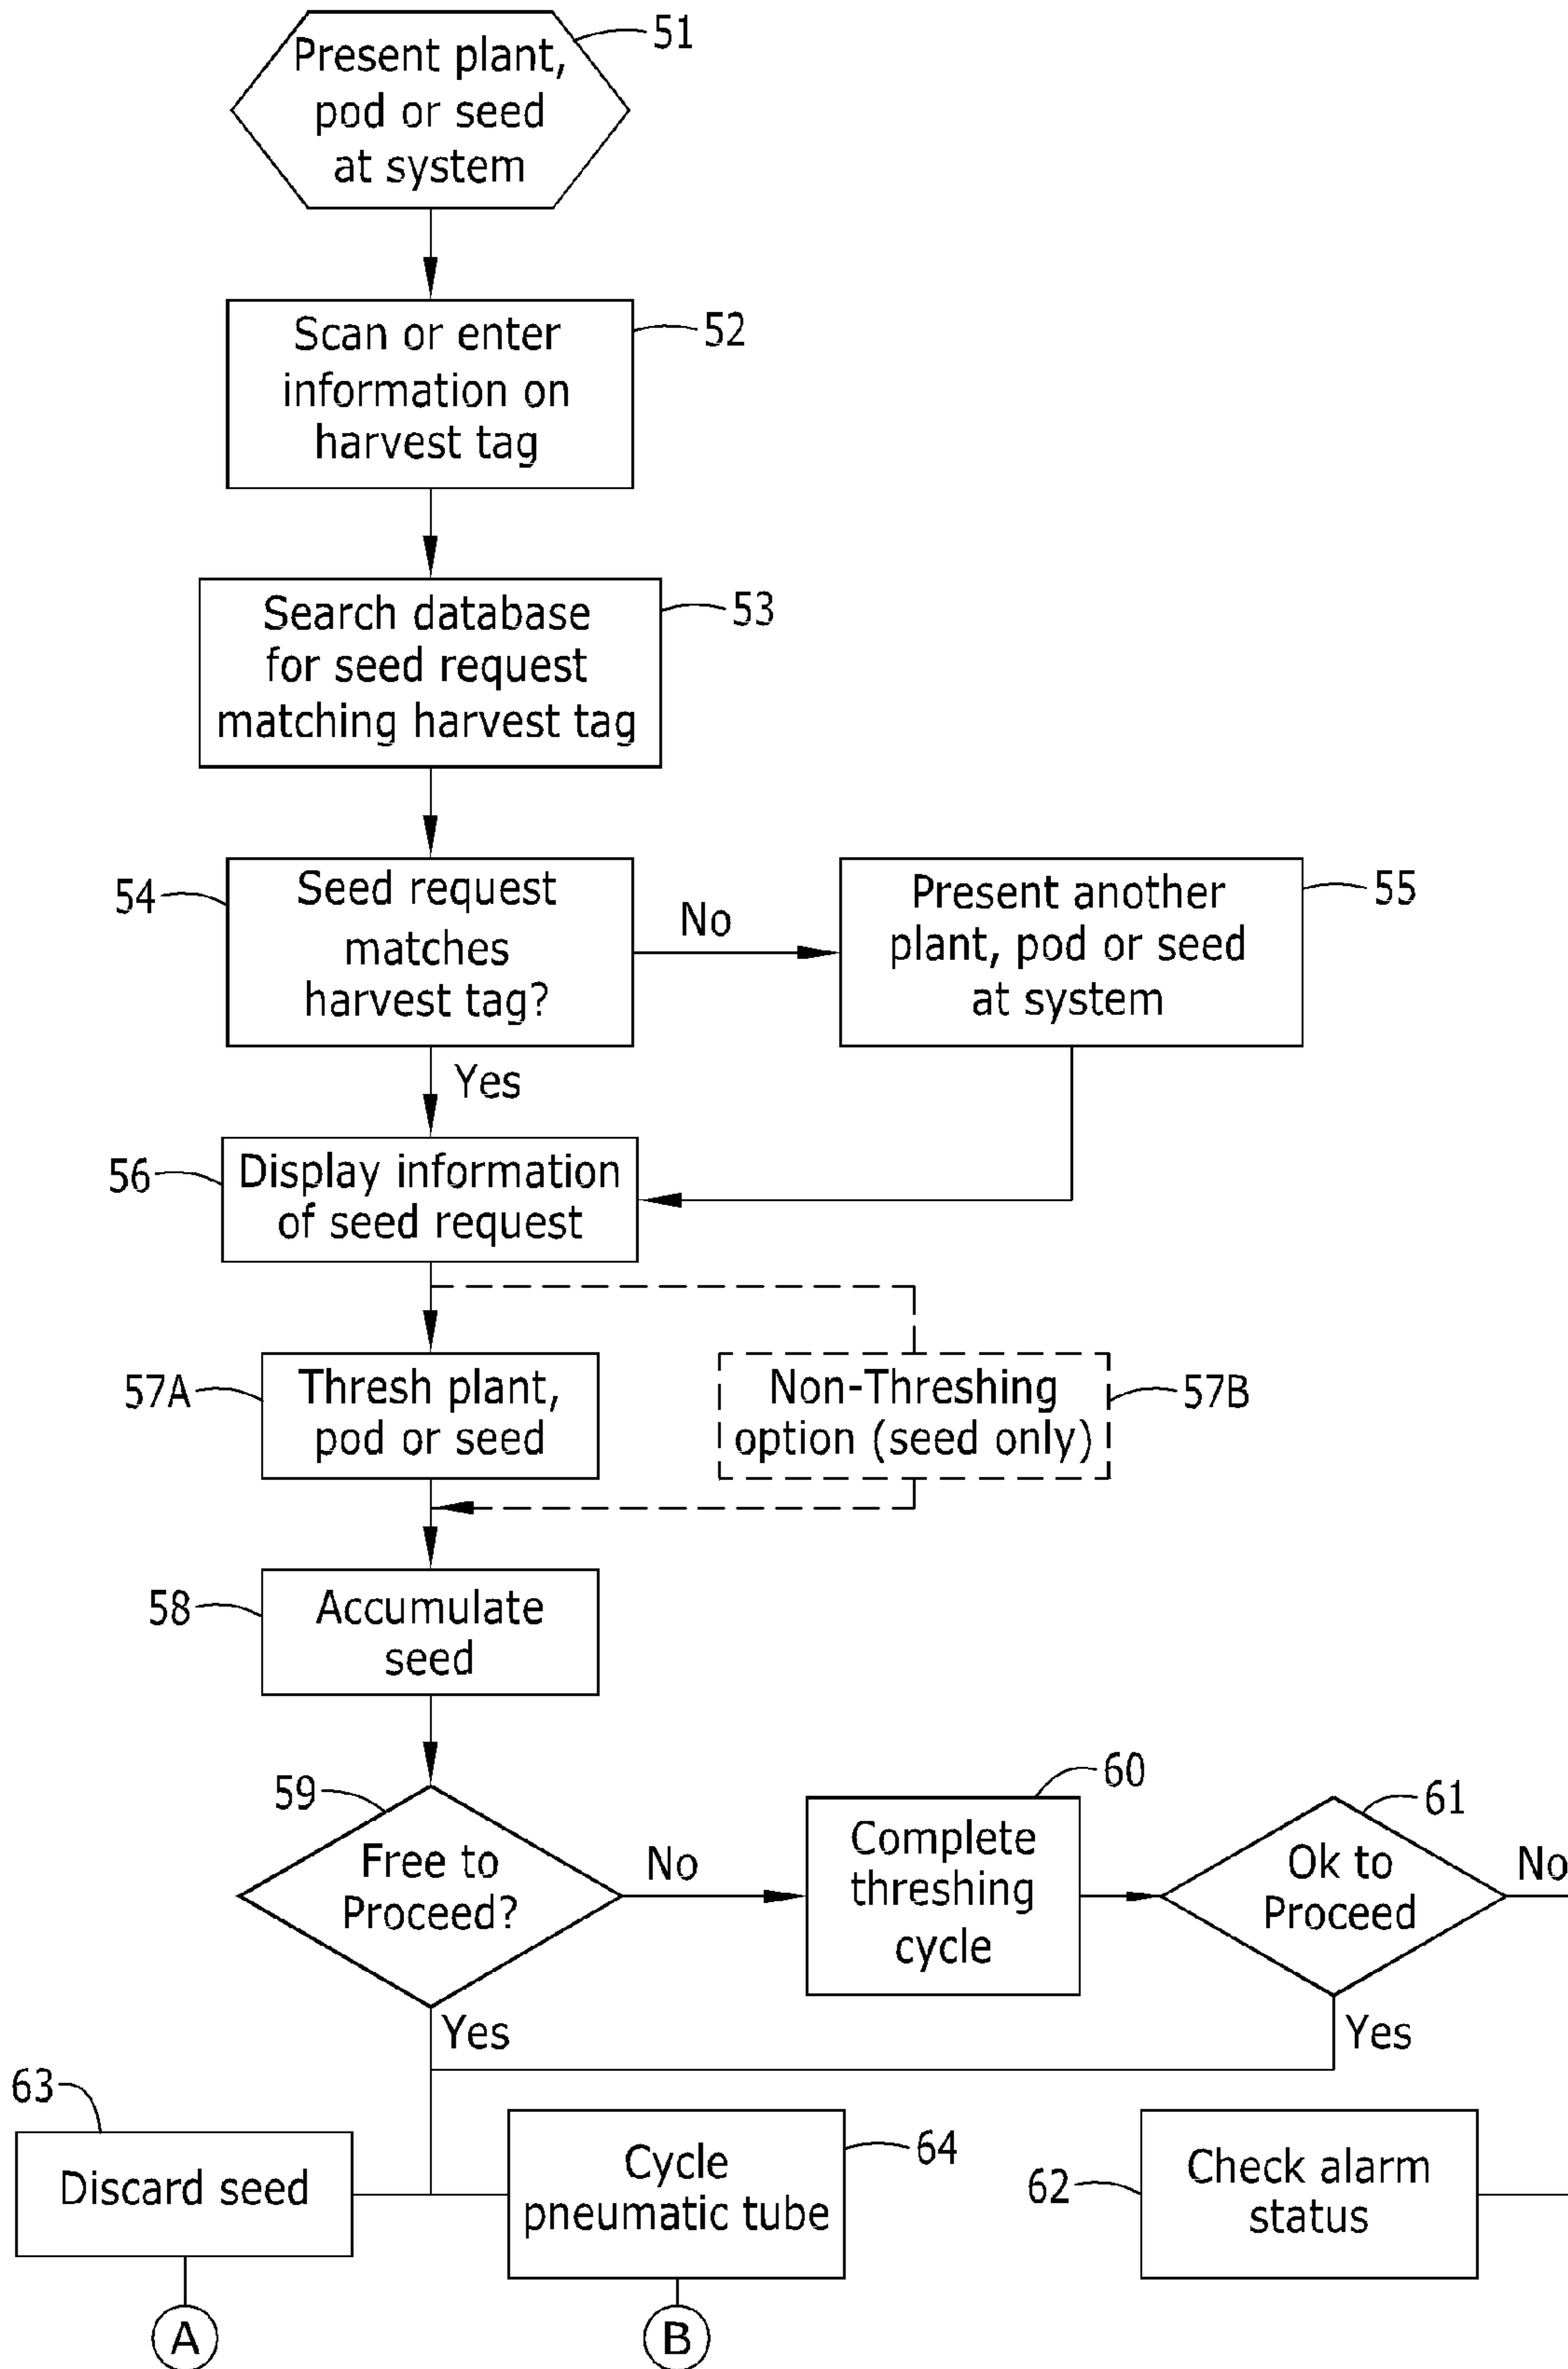 Present plant,
pod or seed
at system
51
Scan or enter
information on
harvest tag
52
Search database
for seed request
matching harvest tag
53
54
Seed request
matches
harvest tag?
No
Present another
plant, pod or seed
at system
55
Yes
56
Display information
of seed request
57A
Thresh plant,
pod or seed
Non-Threshing
option (seed only)
57B
58
Accumulate
seed
59
Free to
Proceed?
No
Complete
threshing
cycle
60
Ok to
Proceed
61
No
Yes
Yes
63
Discard seed
Cycle
pneumatic tube
64
62
Check alarm
status
A
B